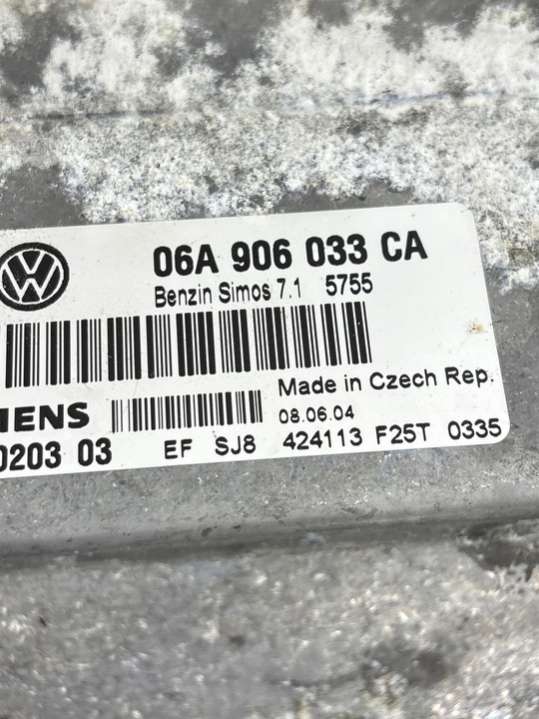 06A 906 033 CA
Benzin Simos 7.1 5755
Made in Czech Rep.
IENS 08.06.04
0203 03 EF SJ8 424113 F25T 0335